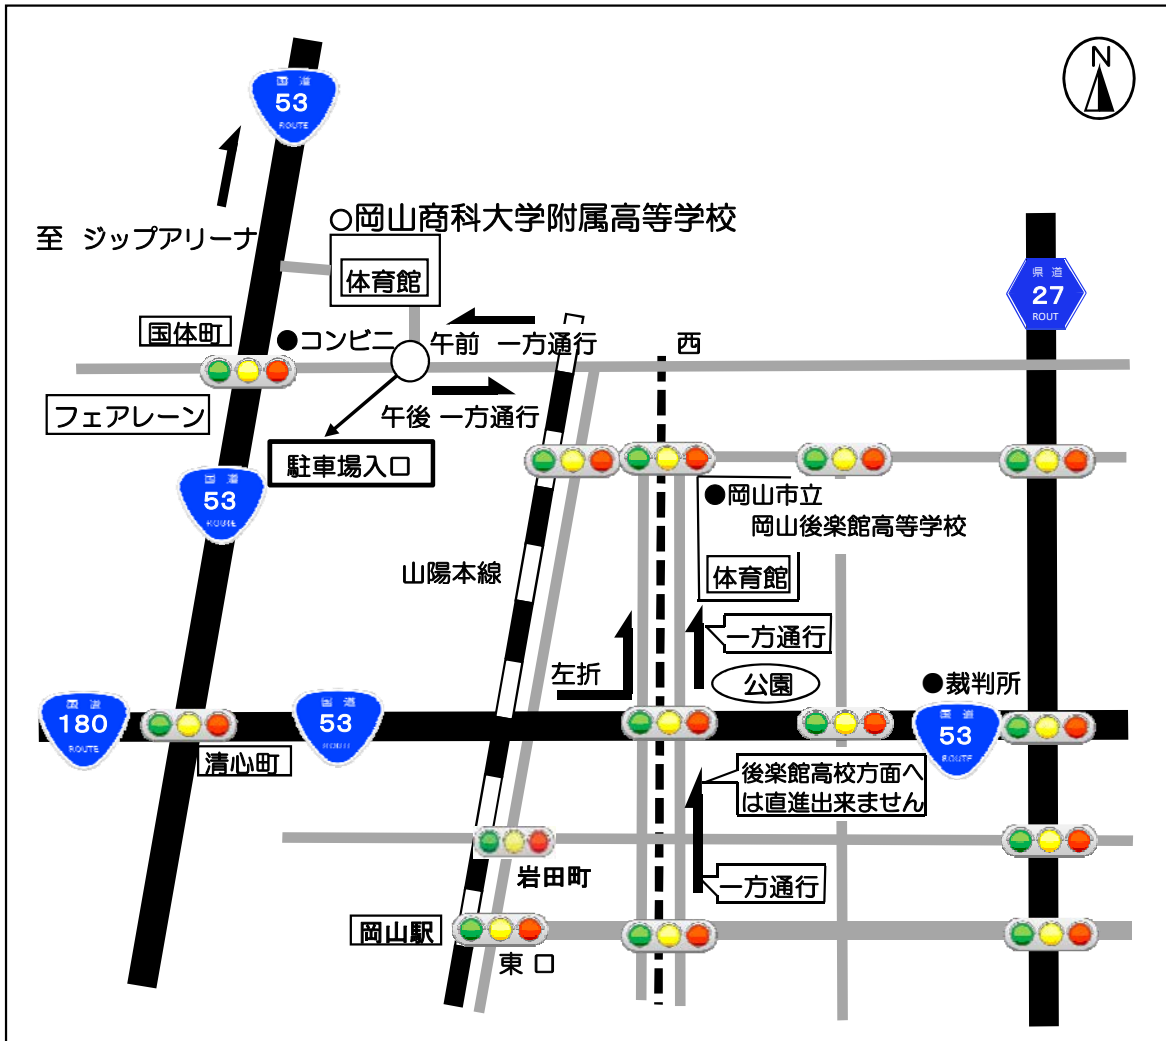 N
国道
53
ROUTE
○岡山商科大学附属高等学校
至 ジップアリーナ
体育館
県道
27
ROUT
国体町
●コンビニ
午前 一方通行
西
フェアレーン
午後 一方通行
駐車場入口
国道
53
ROUTE
●岡山市立
岡山後楽館高等学校
山陽本線
体育館
一方通行
左折
公園
●裁判所
国道
180
ROUTE
国道
53
ROUTE
国道
53
ROUTE
清心町
後楽館高校方面へ
は直進出来ません
岩田町
一方通行
岡山駅
東口